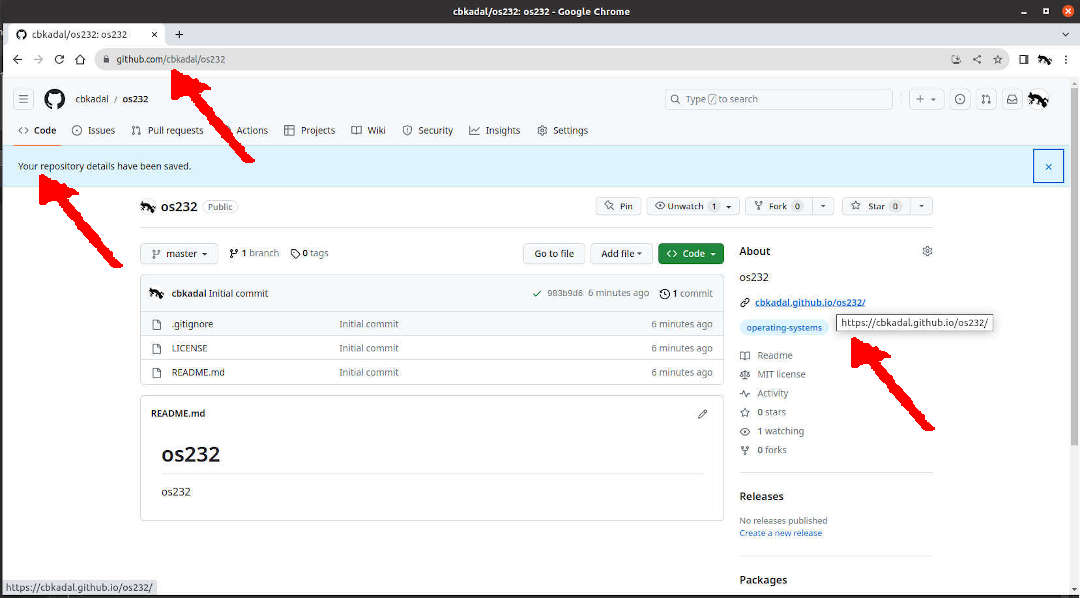 cbkadal/os232: os232 - Google Chrome
cbkadal/os232: os232
github.com/cbkadal/os232
cbkadal / os232
Type / to search
Code Issues Pull requests Actions Projects Wiki Security Insights Settings
Your repository details have been saved.
os232 Public
Pin Unwatch 1 Fork 0 Star 0
master 1 branch 0 tags Go to file Add file Code
cbkadal Initial commit 983b9d6 6 minutes ago 1 commit
.gitignore Initial commit 6 minutes ago
LICENSE Initial commit 6 minutes ago
README.md Initial commit 6 minutes ago
README.md
os232
os232
About
os232
cbkadal.github.io/os232/
https://cbkadal.github.io/os232/
operating-systems
Readme
MIT license
Activity
0 stars
1 watching
0 forks
Releases
No releases published
Create a new release
Packages
https://cbkadal.github.io/os232/